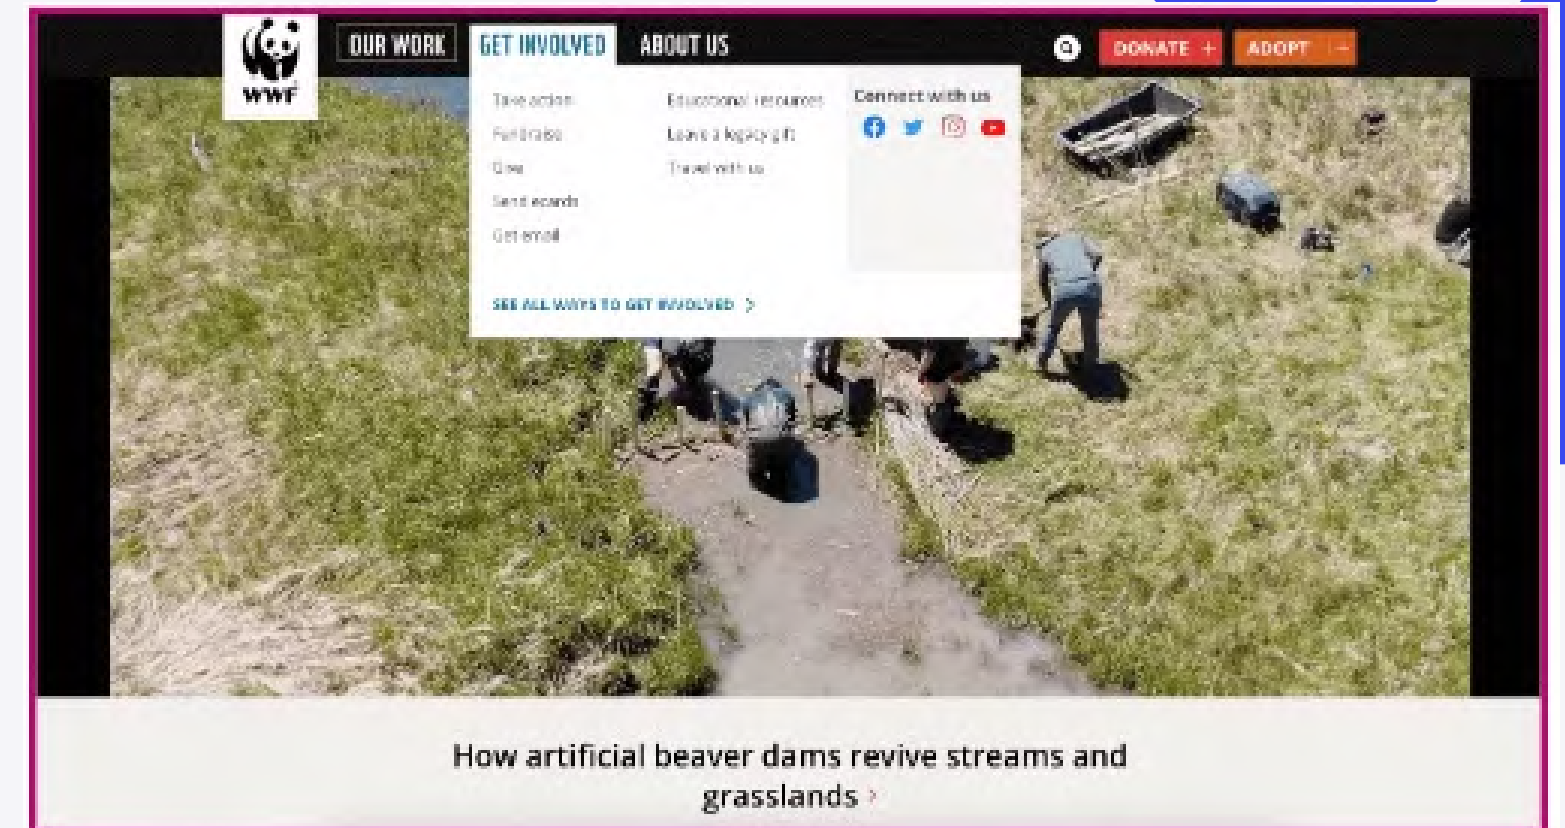 WWF
OUR WORK
GET INVOLVED
ABOUT US
DONATE +
ADOPT
Take action
Fundraise
Give
Send ecards
Get email
Educational resources
Leave a legacy gift
Travel with us
Connect with us
SEE ALL WAYS TO GET INVOLVED >
How artificial beaver dams revive streams and
grasslands >